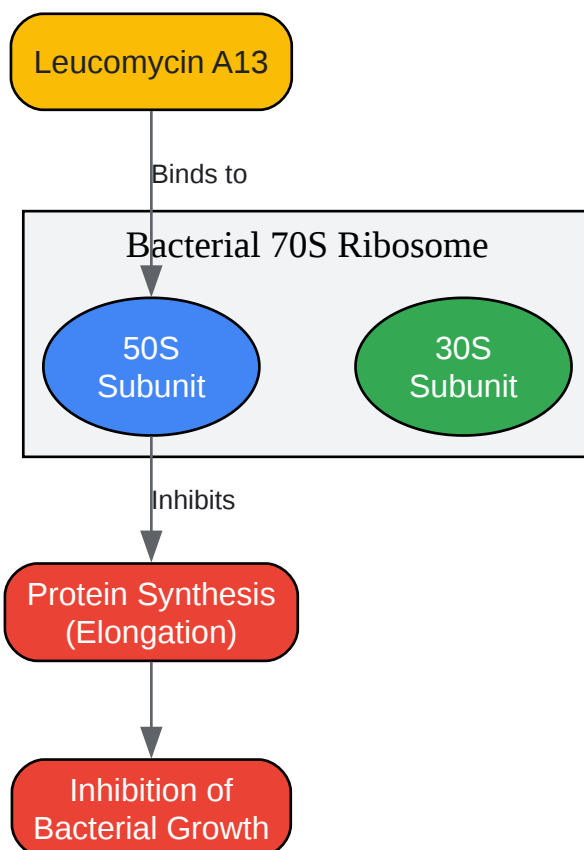 Leucomycin A13
Binds to
Bacterial 70S Ribosome
50S
Subunit
30S
Subunit
Inhibits
Protein Synthesis
(Elongation)
Inhibition of
Bacterial Growth